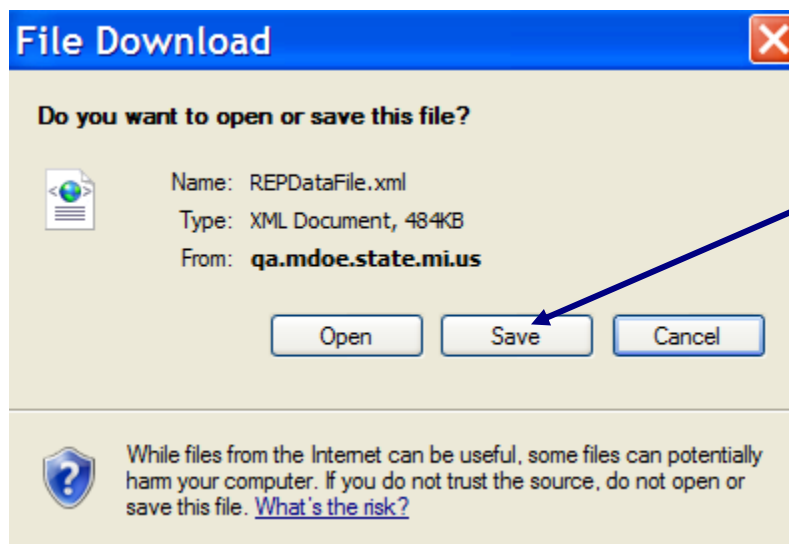 File Download
Do you want to open or save this file?
Name: REPDataFile.xml
Type: XML Document, 484KB
From: qa.mdoe.state.mi.us
Open Save Cancel
While files from the Internet can be useful, some files can potentially
harm your computer. If you do not trust the source, do not open or
save this file. What's the risk?